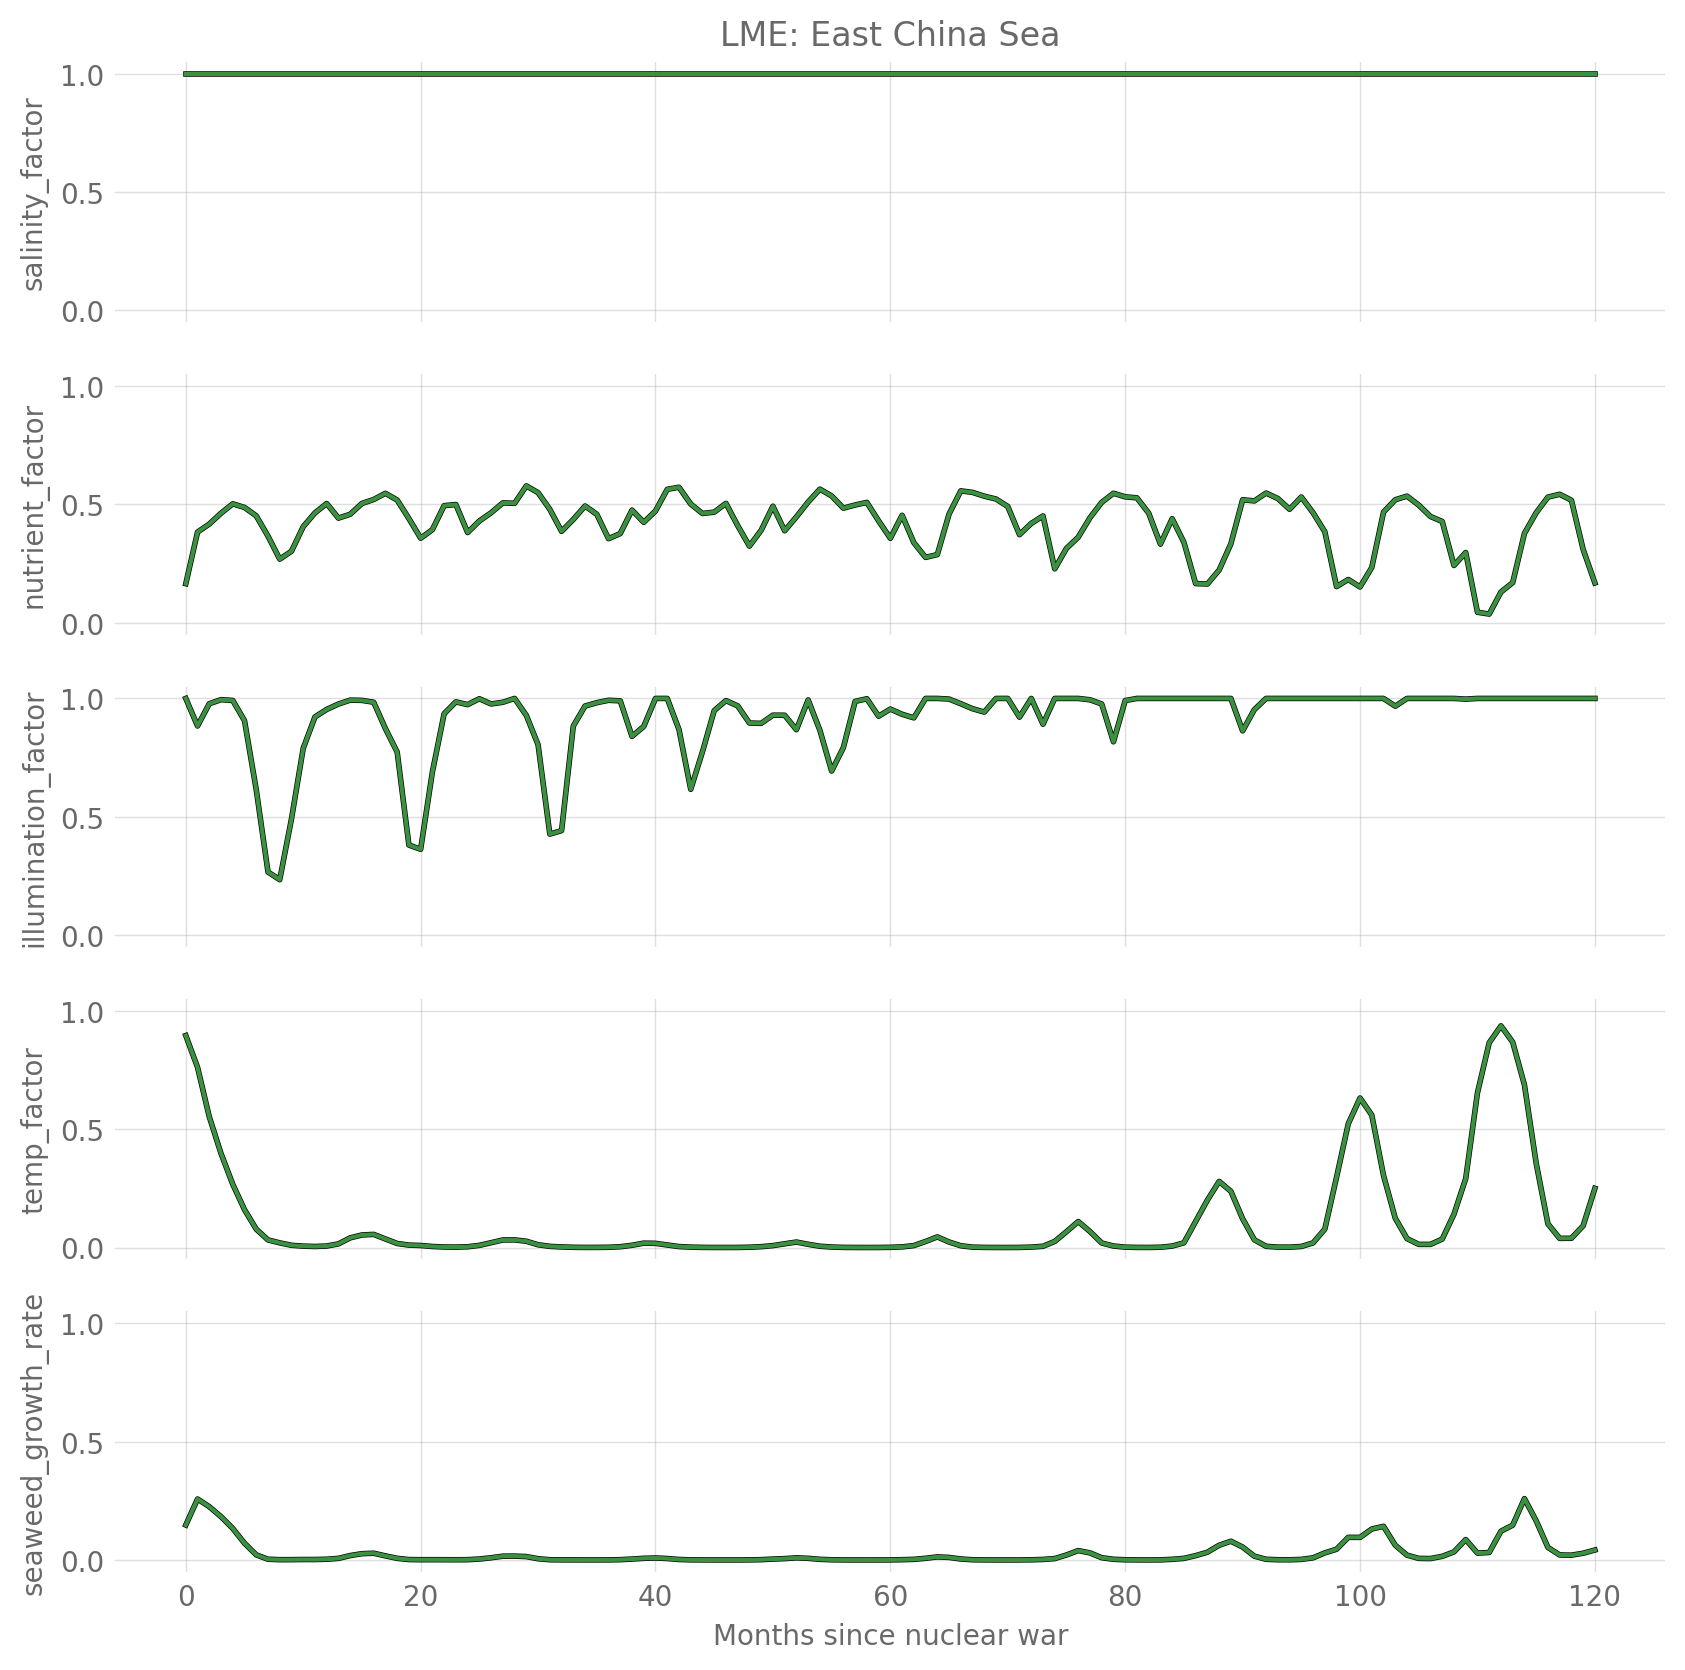 LME: East China Sea
salinity_factor
1.0
0.5
0.0
nutrient_factor
1.0
0.5
0.0
illumination_factor
1.0
0.5
0.0
temp_factor
1.0
0.5
0.0
seaweed_growth_rate
1.0
0.5
0.0
0 20 40 60 80 100 120
Months since nuclear war